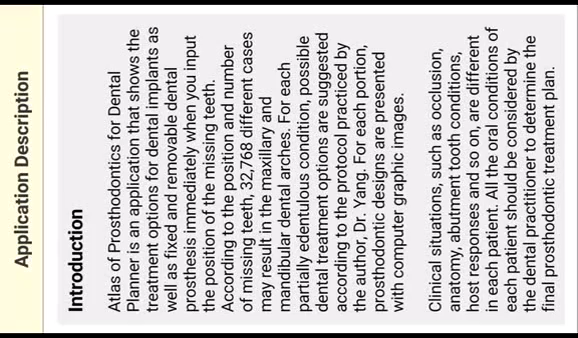 Application Description
Introduction
Atlas of Prosthodontics for Dental
Planner is an application that shows the
treatment options for dental implants as
well as fixed and removable dental
prosthesis immediately when you input
the position of the missing teeth.
According to the position and number
of missing teeth, 32,768 different cases
may result in the maxillary and
mandibular dental arches. For each
partially edentulous condition, possible
dental treatment options are suggested
according to the protocol practiced by
the author, Dr. Yang. For each portion,
prosthodontic designs are presented
with computer graphic images.
Clinical situations, such as occlusion,
anatomy, abutment tooth conditions,
host responses and so on, are different
in each patient. All the oral conditions of
each patient should be considered by
the dental practitioner to determine the
final prosthodontic treatment plan.